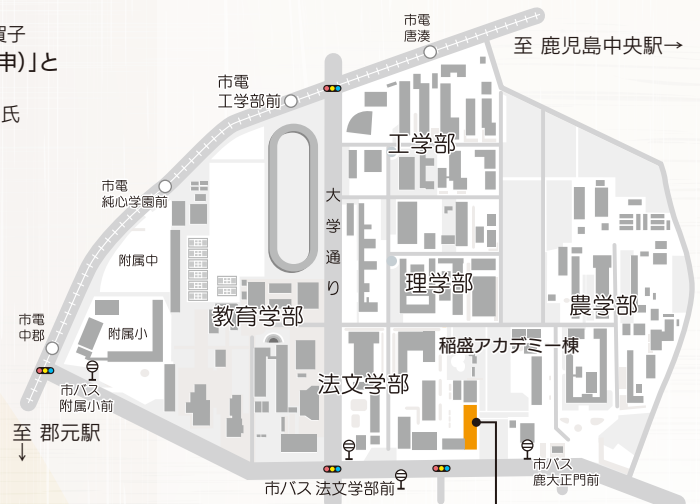 賀子
申)」と
氏
市電
唐湊
至 鹿児島中央駅→
市電
工学部前
工学部
大学通り
市電
純心学園前
附属中
理学部
農学部
教育学部
市電
中郡
附属小
稲盛アカデミー棟
法文学部
市バス
附属小前
至 郡元駅
↓
市バス 法文学部前
市バス
鹿大正門前